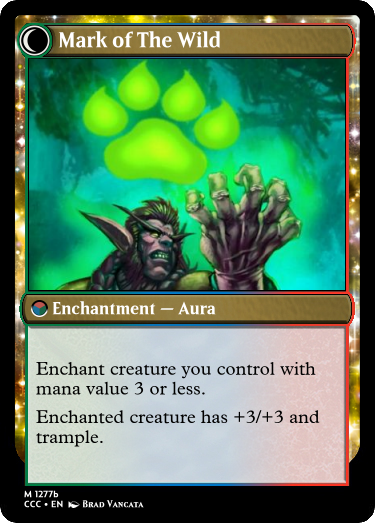 Mark of The Wild
Enchantment — Aura
Enchant creature you control with
mana value 3 or less.
Enchanted creature has +3/+3 and
trample.
M 1277b
CCC • EN Brad Vancata